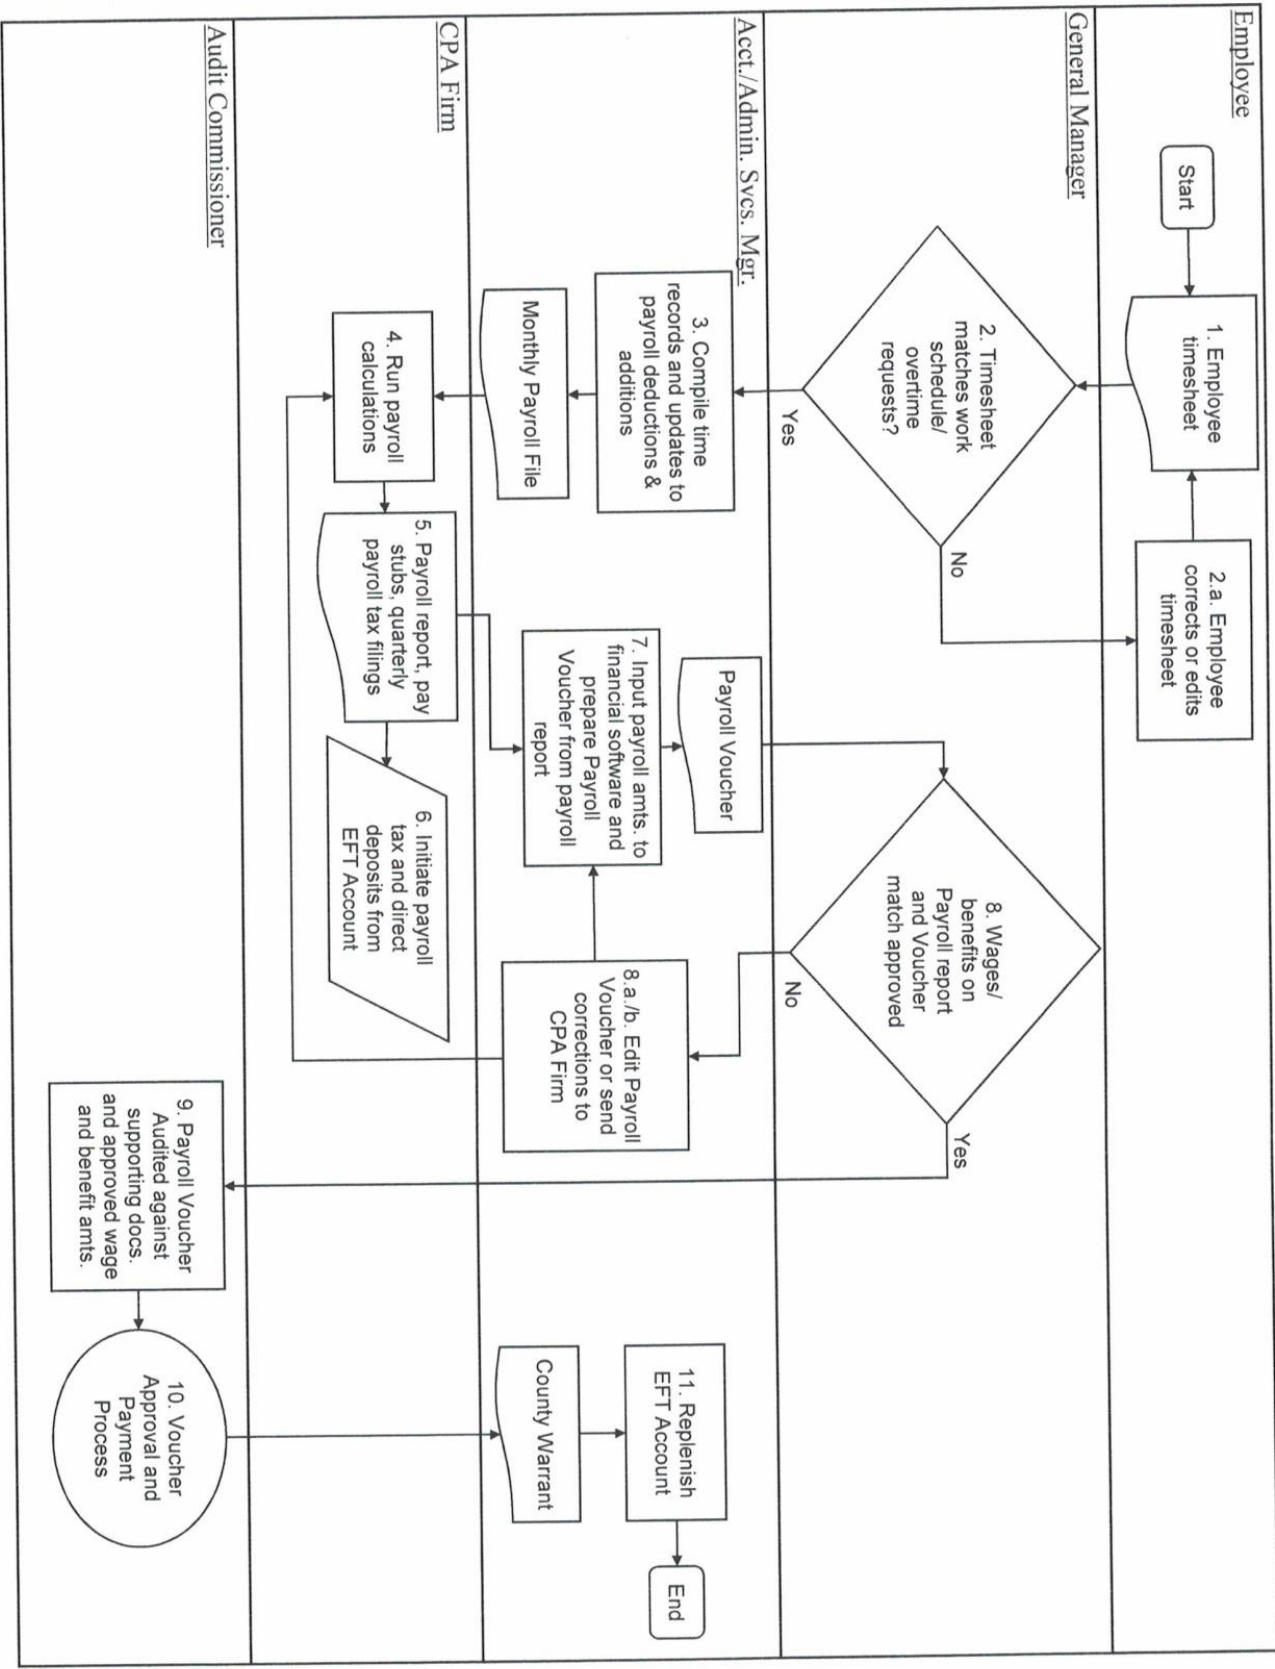 Employee
Start
1. Employee
timesheet
2.a. Employee
corrects or edits
timesheet
General Manager
2. Timesheet
matches work
schedule/
overtime
requests?
No
Yes
8. Wages/
benefits on
Payroll report
and Voucher
match approved
Yes
No
Acct./Admin. Svcs. Mgr.
3. Compile time
records and updates to
payroll deductions &
additions
Monthly Payroll File
Payroll Voucher
7. Input payroll amts. to
financial software and
prepare Payroll
Voucher from payroll
report
8.a./b. Edit Payroll
Voucher or send
corrections to
CPA Firm
11. Replenish
EFT Account
County Warrant
End
CPA Firm
4. Run payroll
calculations
5. Payroll report, pay
stubs, quarterly
payroll tax filings
6. Initiate payroll
tax and direct
deposits from
EFT Account
Audit Commissioner
9. Payroll Voucher
Audited against
supporting docs.
and approved wage
and benefit amts.
10. Voucher
Approval and
Payment
Process